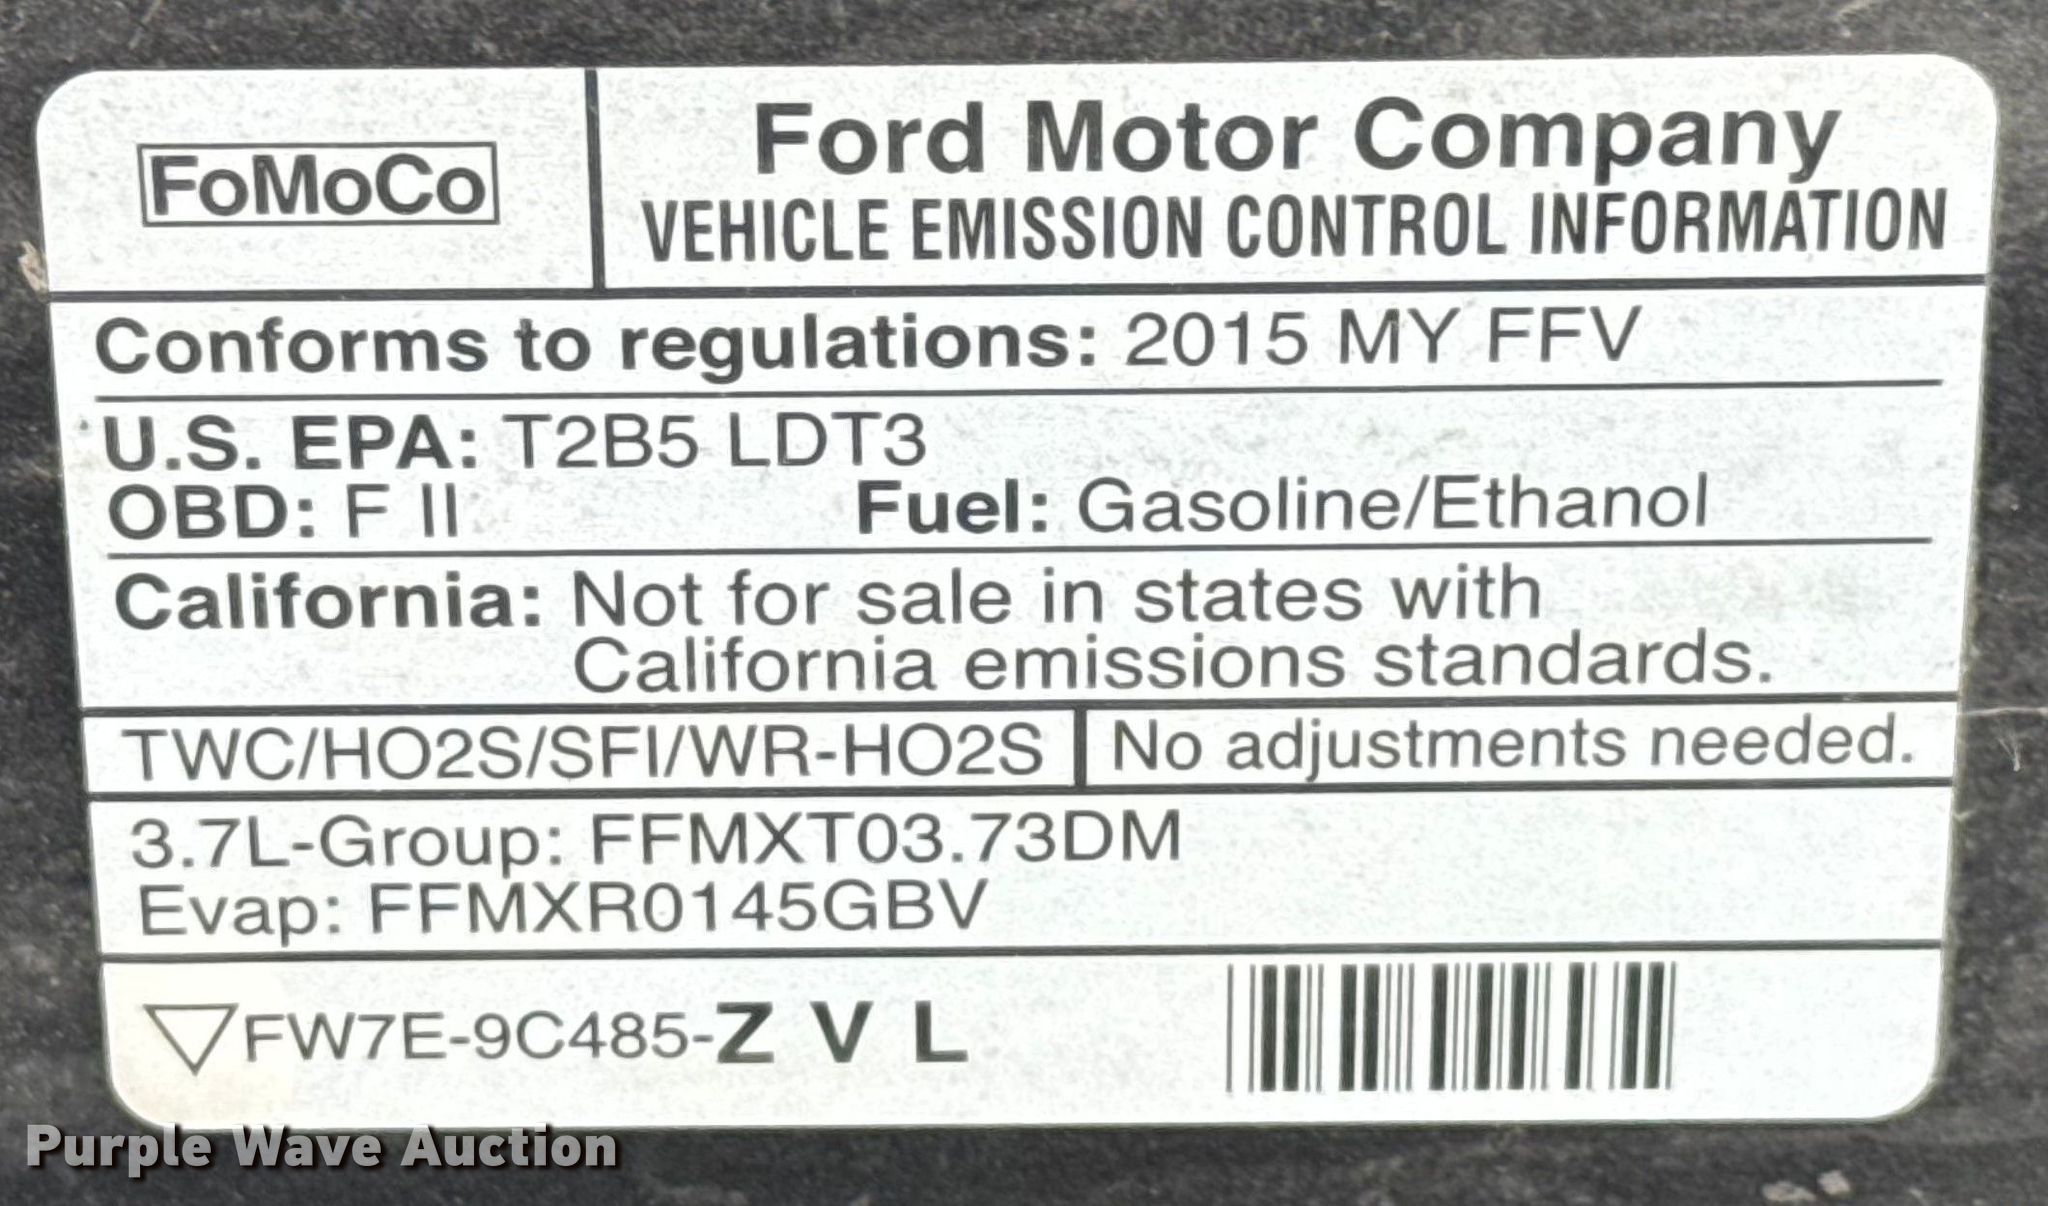 FoMoCo
Ford Motor Company
VEHICLE EMISSION CONTROL INFORMATION
Conforms to regulations: 2015 MY FFV
U.S. EPA: T2B5 LDT3
OBD: F II Fuel: Gasoline/Ethanol
California: Not for sale in states with
California emissions standards.
TWC/HO2S/SFI/WR-HO2S No adjustments needed.
3.7L-Group: FFMXT03.73DM
Evap: FFMXR0145GBV
FW7E-9C485-Z V L
Purple Wave Auction